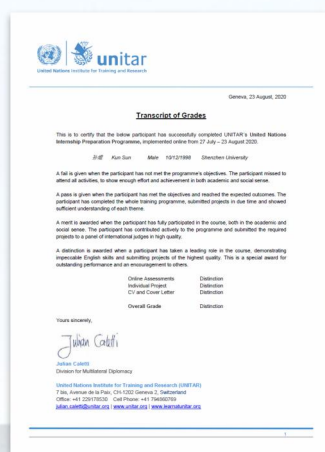 unitar
United Nations Institute for Training and Research
Geneva, 23 August, 2020
Transcript of Grades
This is to certify that the below participant has successfully completed UNITAR's United Nations
Internship Preparation Programme, implemented online from 27 July – 23 August 2020.
Kun Sun Male 10/12/1998 Shenzhen University
A fail is given when the participant has not met the programme's objectives. The participant missed to
attend all activities, to show enough effort and achievement in both academic and social sense.
A pass is given when the participant has met the objectives and reached the expected outcomes. The
participant has completed the whole training programme, submitted projects in due time and showed
sufficient understanding of each theme.
A merit is awarded when the participant has fully participated in the course, both in the academic and
social sense. The participant has contributed actively to the programme and submitted the required
projects to a panel of international judges in high quality.
A distinction is awarded when a participant has taken a leading role in the course, demonstrating
impeccable English skills and submitting projects of the highest quality. This is a special award for
outstanding performance and an encouragement to others.
Online Assessments Distinction
Individual Project Distinction
CV and Cover Letter Distinction
Overall Grade Distinction
Yours sincerely,
Julian Caletti
Julian Caletti
Division for Multilateral Diplomacy
United Nations Institute for Training and Research (UNITAR)
7 bis, Avenue de la Paix, CH-1202 Geneva 2, Switzerland
Office: +41 229178530 Cell Phone: +41 794060769
julian.caletti@unitar.org | www.unitar.org | www.learnatunitar.org
1